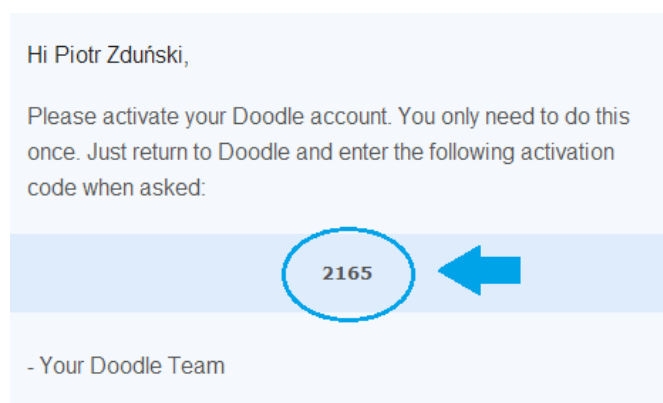 Hi Piotr Zduński,
Please activate your Doodle account. You only need to do this
once. Just return to Doodle and enter the following activation
code when asked:
2165
- Your Doodle Team